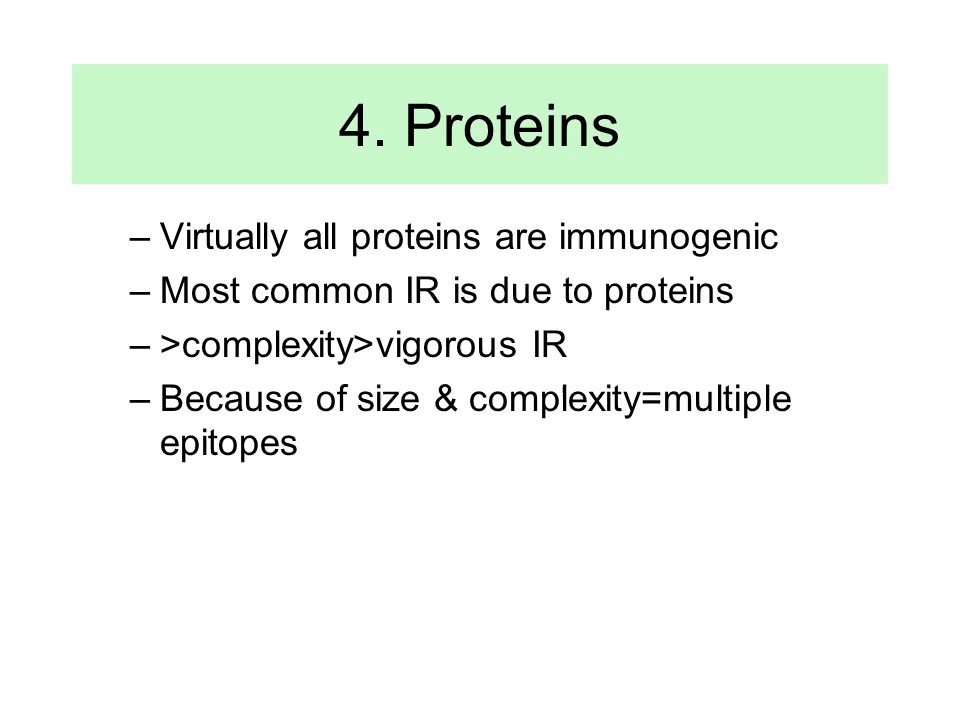 4. Proteins
–Virtually all proteins are immunogenic
–Most common IR is due to proteins
–>complexity>vigorous IR
–Because of size & complexity=multiple
epitopes